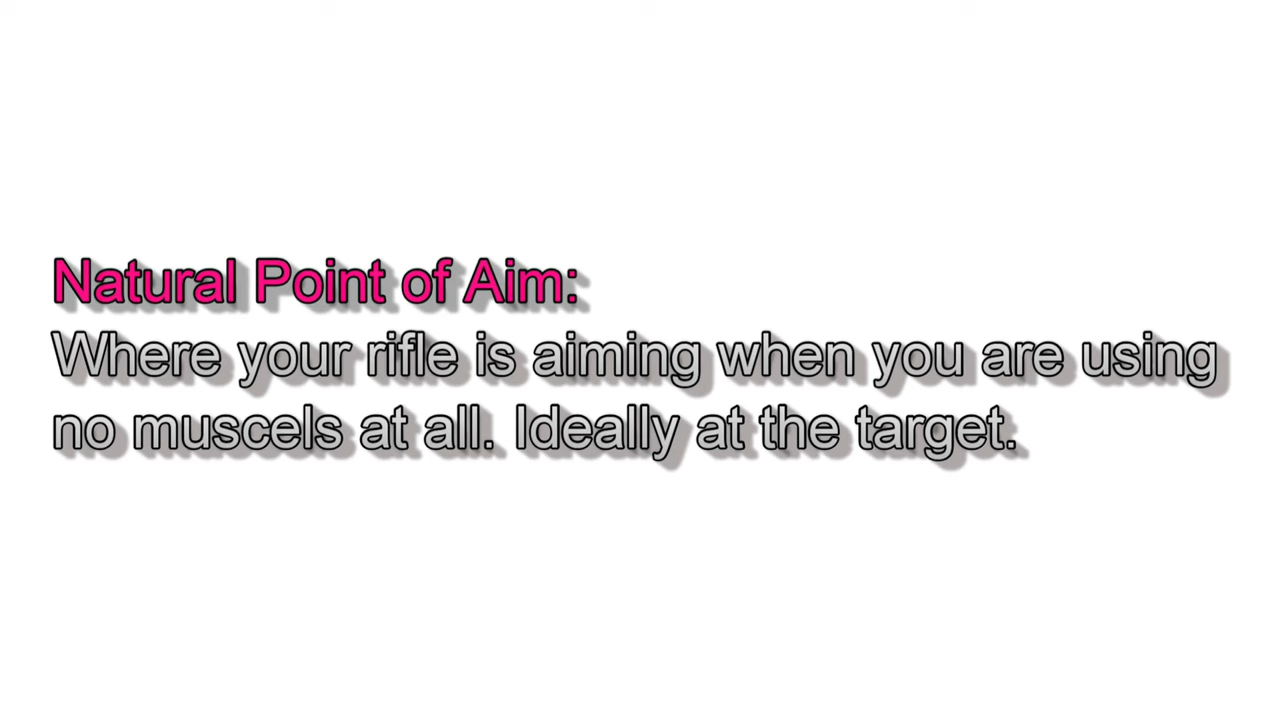 Natural Point of Aim:
Where your rifle is aiming when you are using
no muscels at all. Ideally at the target.